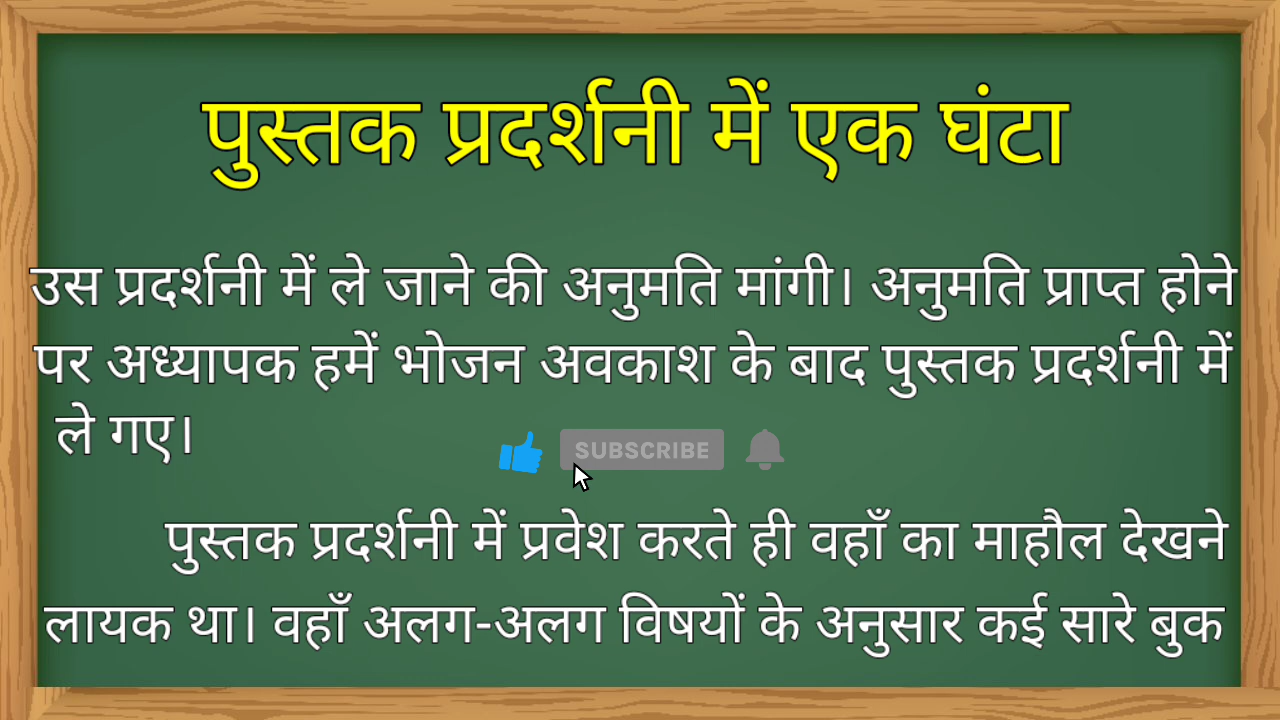 पुस्तक प्रदर्शनी में एक घंटा
उस प्रदर्शनी में ले जाने की अनुमति मांगी। अनुमति प्राप्त होने
पर अध्यापक हमें भोजन अवकाश के बाद पुस्तक प्रदर्शनी में
ले गए।
SUBSCRIBE
पुस्तक प्रदर्शनी में प्रवेश करते ही वहाँ का माहौल देखने
लायक था। वहाँ अलग-अलग विषयों के अनुसार कई सारे बुक